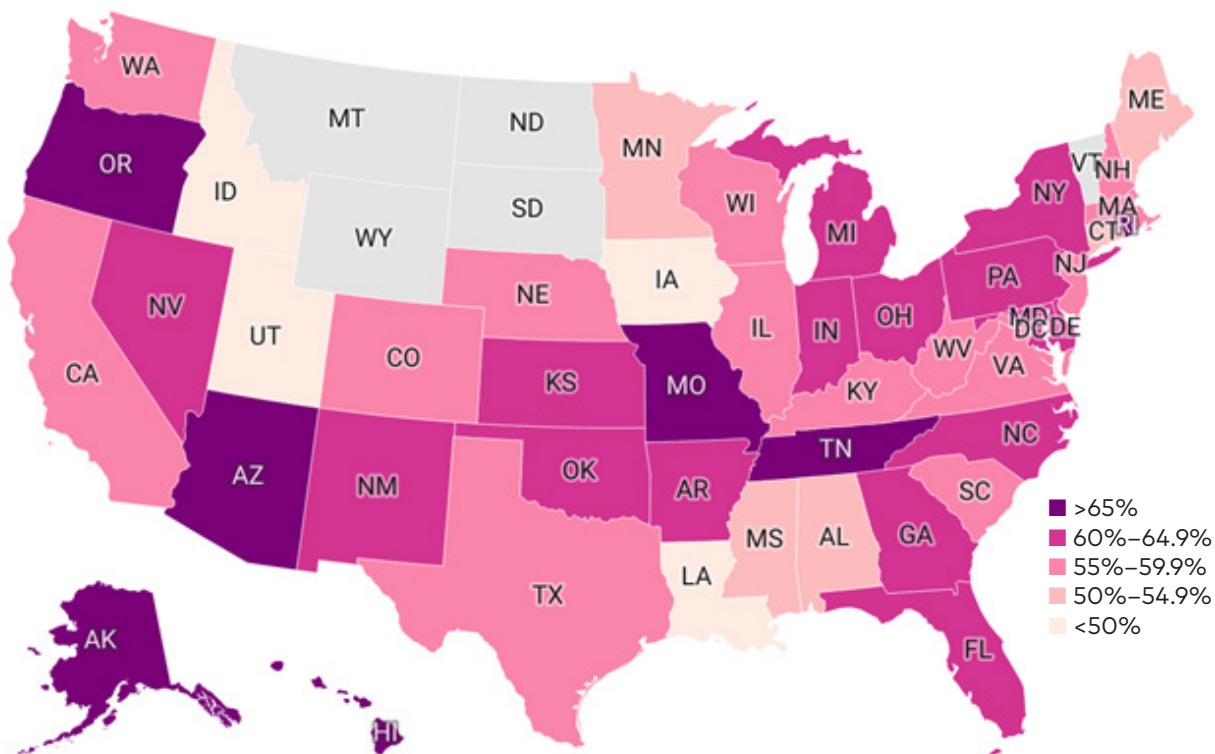 WA
MT
ND
MN
ME
OR
ID
SD
WI
VT
NH
WY
MI
NY
MA
CT
RI
NV
UT
NE
IA
PA
NJ
CA
CO
IL
IN
OH
MD
DC
DE
KS
MO
WV
VA
KY
AZ
NM
OK
AR
TN
NC
SC
TX
LA
MS
AL
GA
FL
AK
HI
>65%
60%–64.9%
55%–59.9%
50%–54.9%
<50%